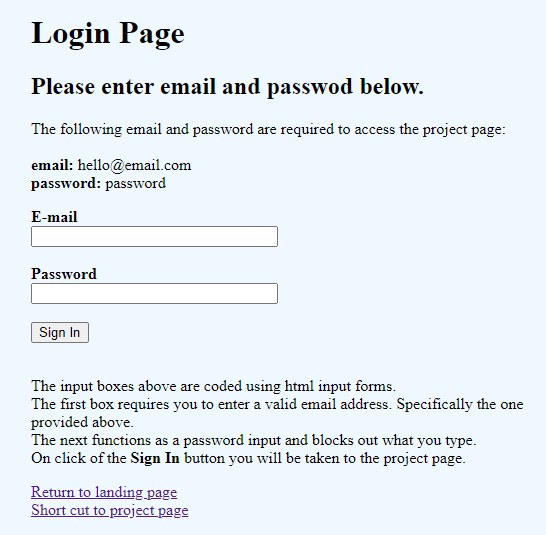 Login Page
Please enter email and passwod below.
The following email and password are required to access the project page:
email: hello@email.com
password: password
E-mail
Password
Sign In
The input boxes above are coded using html input forms.
The first box requires you to enter a valid email address. Specifically the one
provided above.
The next functions as a password input and blocks out what you type.
On click of the Sign In button you will be taken to the project page.
Return to landing page
Short cut to project page